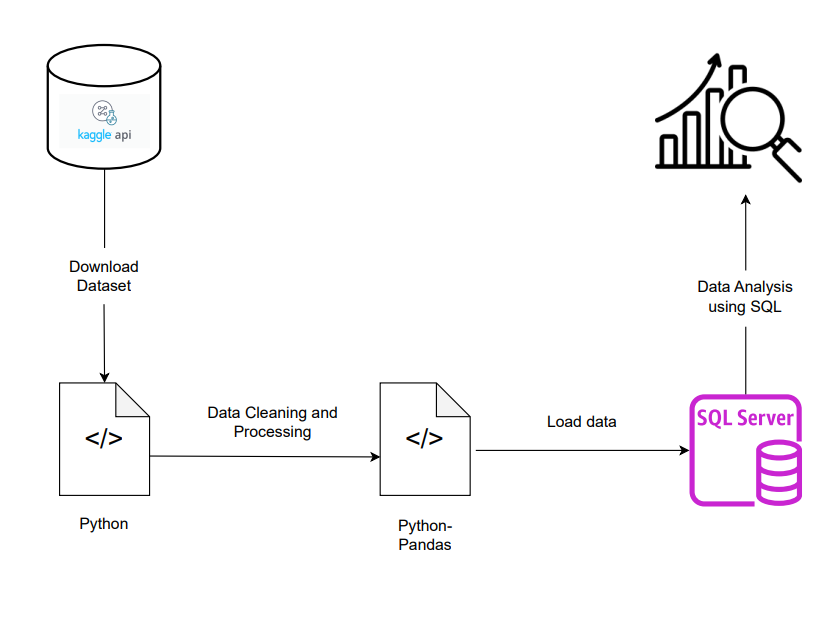 kaggle api
Download
Dataset
</>
Python
Data Cleaning and
Processing
</>
Python-
Pandas
Load data
SQL Server
Data Analysis
using SQL